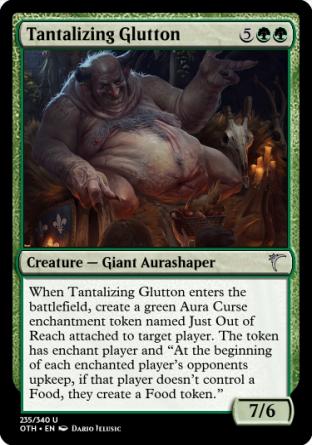 Tantalizing Glutton 5
Creature — Giant Aurashaper
When Tantalizing Glutton enters the
battlefield, create a green Aura Curse
enchantment token named Just Out of
Reach attached to target player. The token
has enchant player and “At the beginning
of each enchanted player’s opponents
upkeep, if that player doesn’t control a
Food, they create a Food token.”
7/6
235/340 U
OTH • EN Dario Jelusic